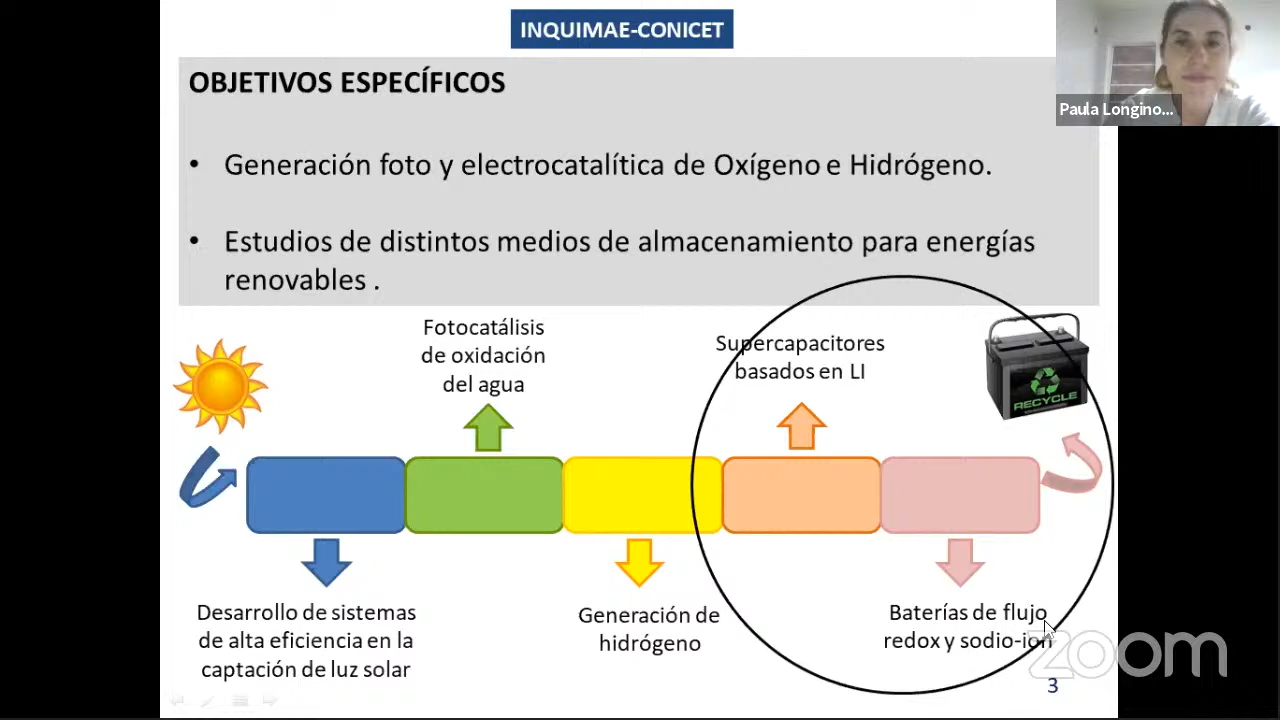 INQUIMAE-CONICET
OBJETIVOS ESPECÍFICOS
Paula Longino...
• Generación foto y electrocatalítica de Oxígeno e Hidrógeno.
• Estudios de distintos medios de almacenamiento para energías
renovables .
Fotocatálisis
de oxidación
del agua
Supercapacitores
basados en LI
RECYCLE
Desarrollo de sistemas
de alta eficiencia en la
captación de luz solar
Generación de
hidrógeno
Baterías de flujo
redox y sodio-ion
zoom
3